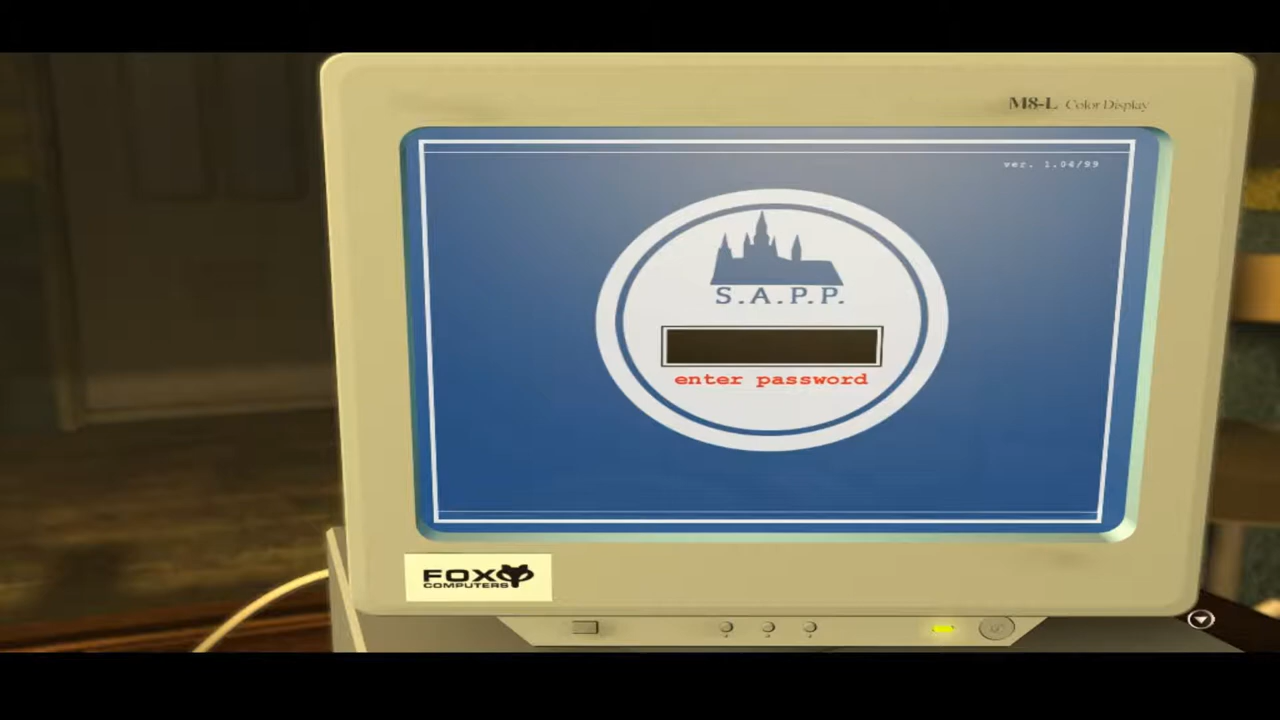 M8-L Color Display
ver. 1.04/99
S.A.P.P.
enter password
FOX
COMPUTERS